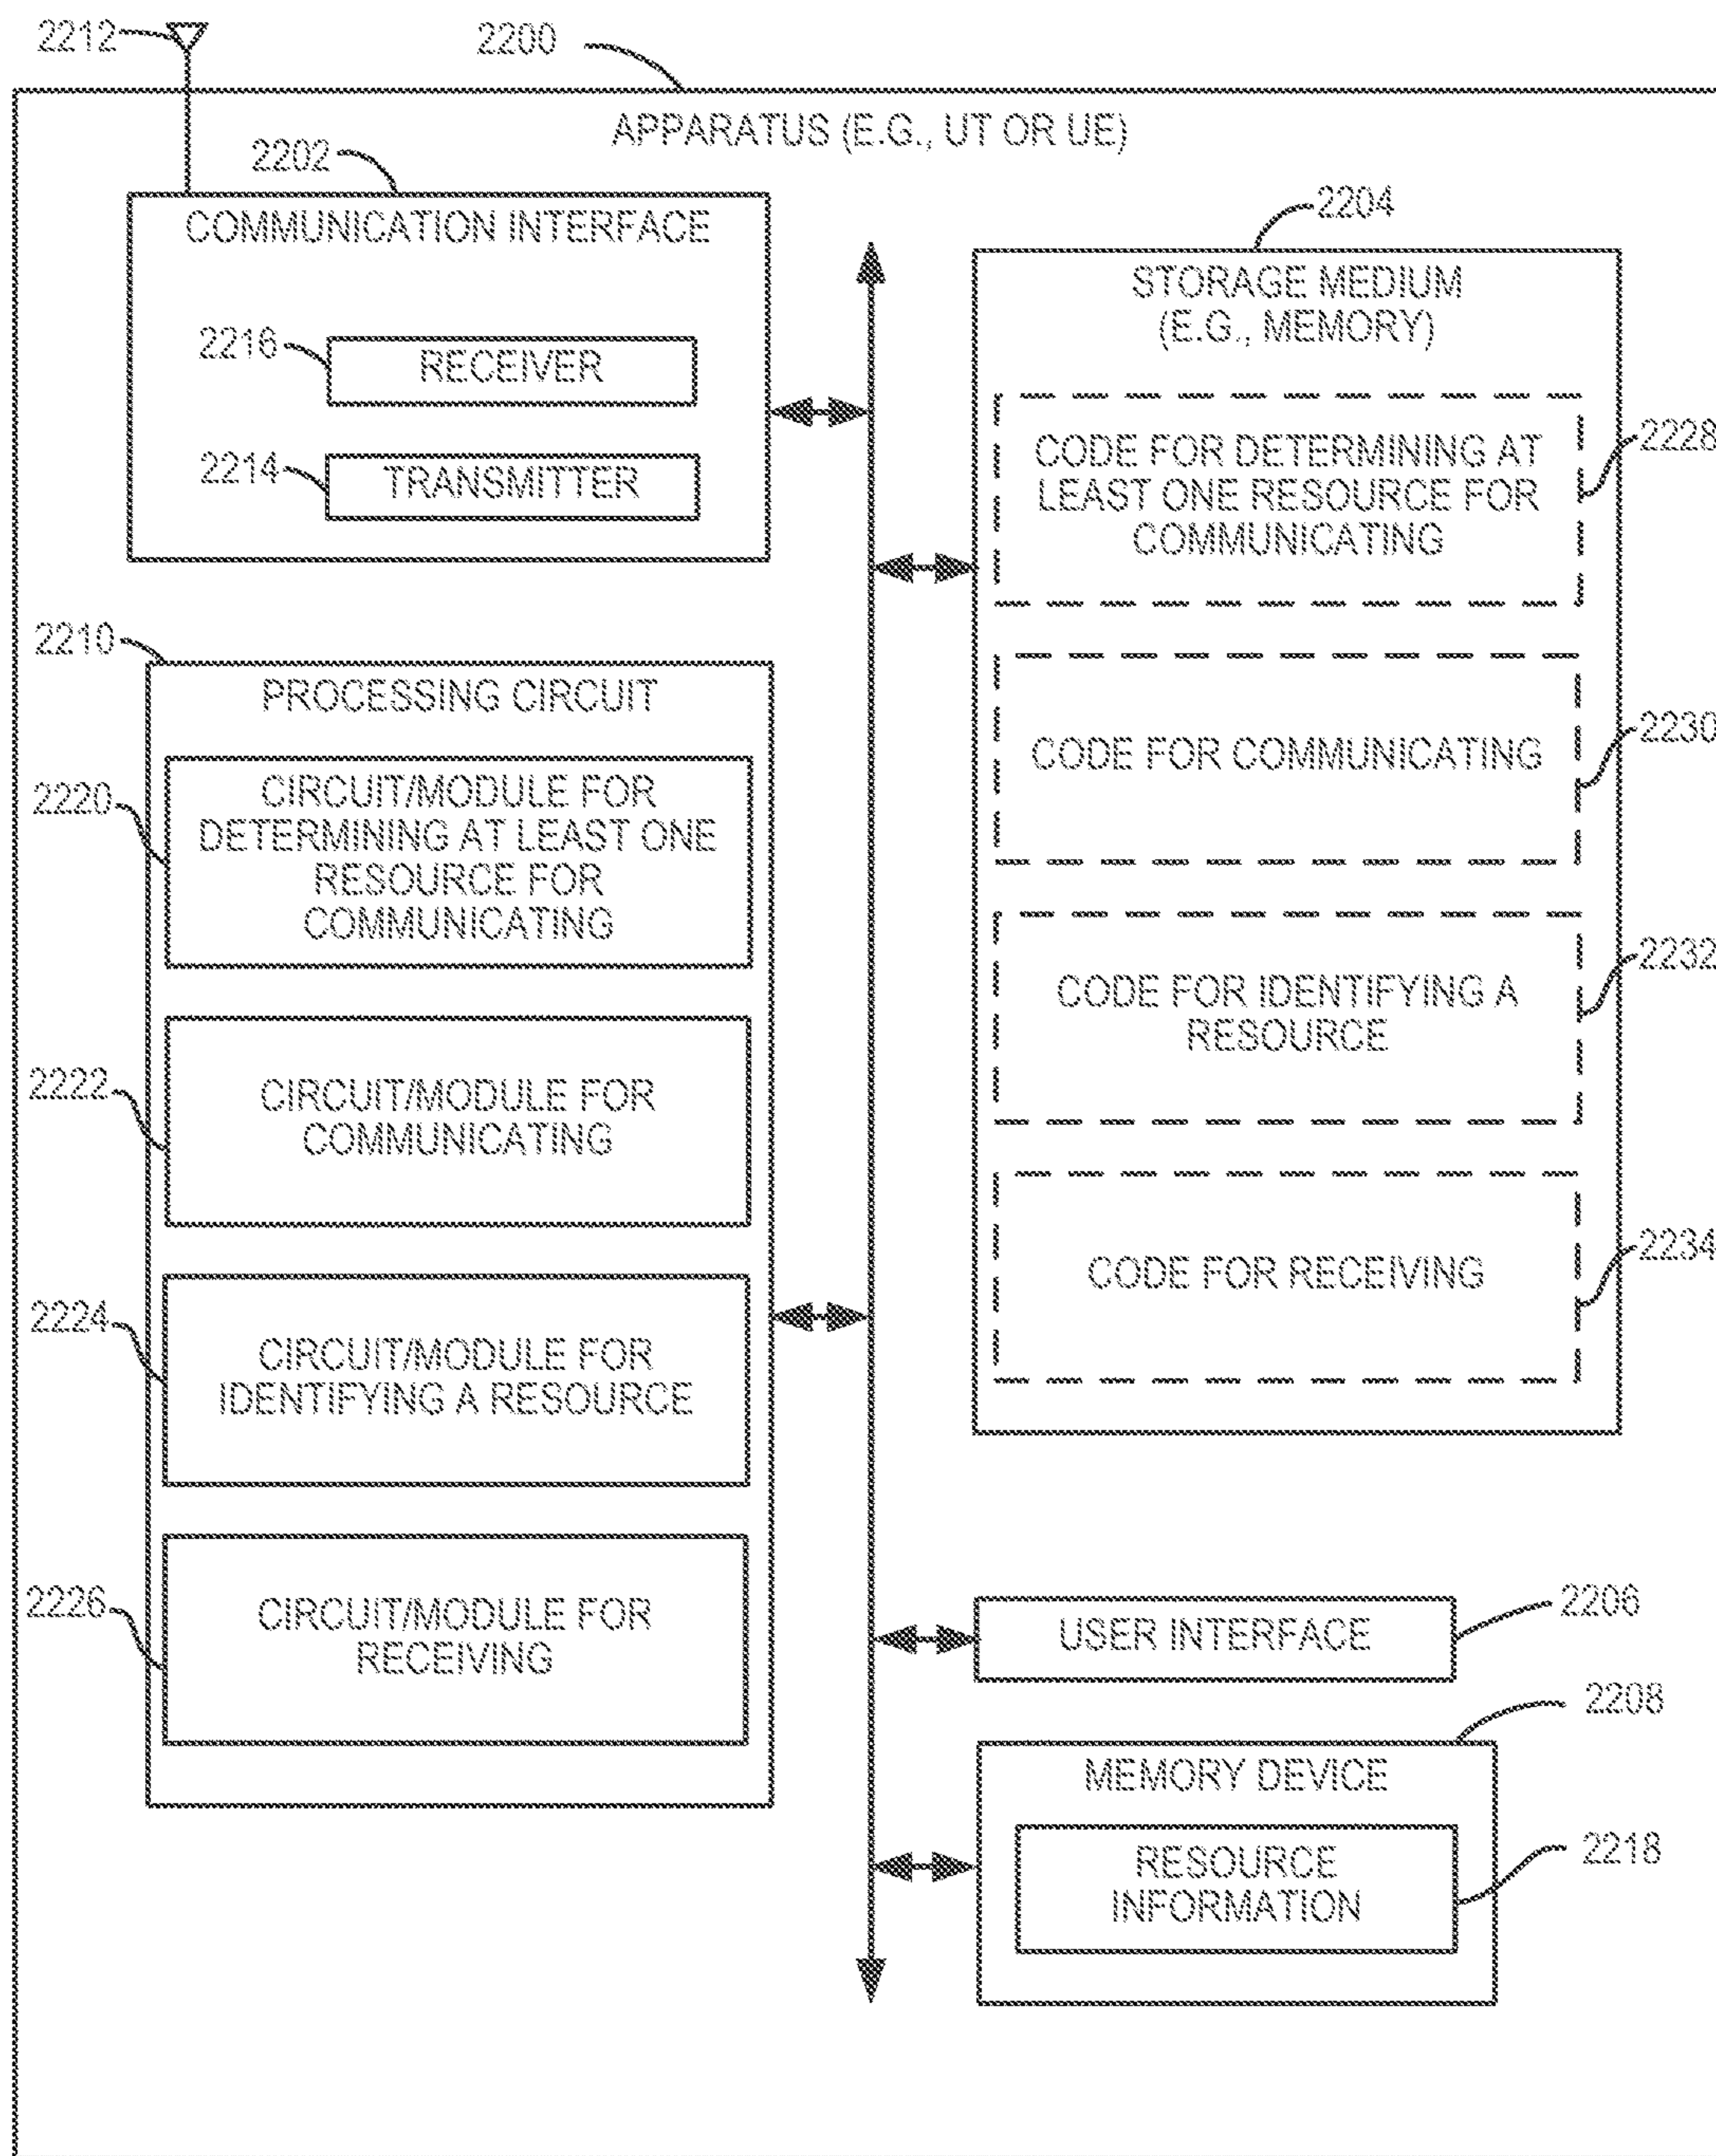 2212
2200
APPARATUS (E.G., UT OR UE)
2202
COMMUNICATION INTERFACE
2216
RECEIVER
2214
TRANSMITTER
2204
STORAGE MEDIUM
(E.G., MEMORY)
CODE FOR DETERMINING AT
LEAST ONE RESOURCE FOR
COMMUNICATING
2228
CODE FOR COMMUNICATING
2230
CODE FOR IDENTIFYING A
RESOURCE
2232
CODE FOR RECEIVING
2234
2210
PROCESSING CIRCUIT
2220
CIRCUIT/MODULE FOR
DETERMINING AT LEAST ONE
RESOURCE FOR
COMMUNICATING
2222
CIRCUIT/MODULE FOR
COMMUNICATING
2224
CIRCUIT/MODULE FOR
IDENTIFYING A RESOURCE
2226
CIRCUIT/MODULE FOR
RECEIVING
USER INTERFACE
2206
2208
MEMORY DEVICE
RESOURCE
INFORMATION
2218